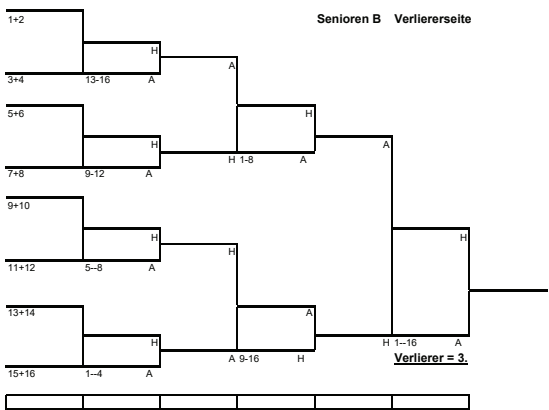 Senioren B Verliererseite
1+2
H
A
3+4 13-16 A
5+6
H
H
A
7+8 9-12 A
H 1-8 A
9+10
H
H
H
11+12 5--8 A
13+14
A
H
H 1--16 A
A 9-16 H
Verlierer = 3.
15+16 1--4 A